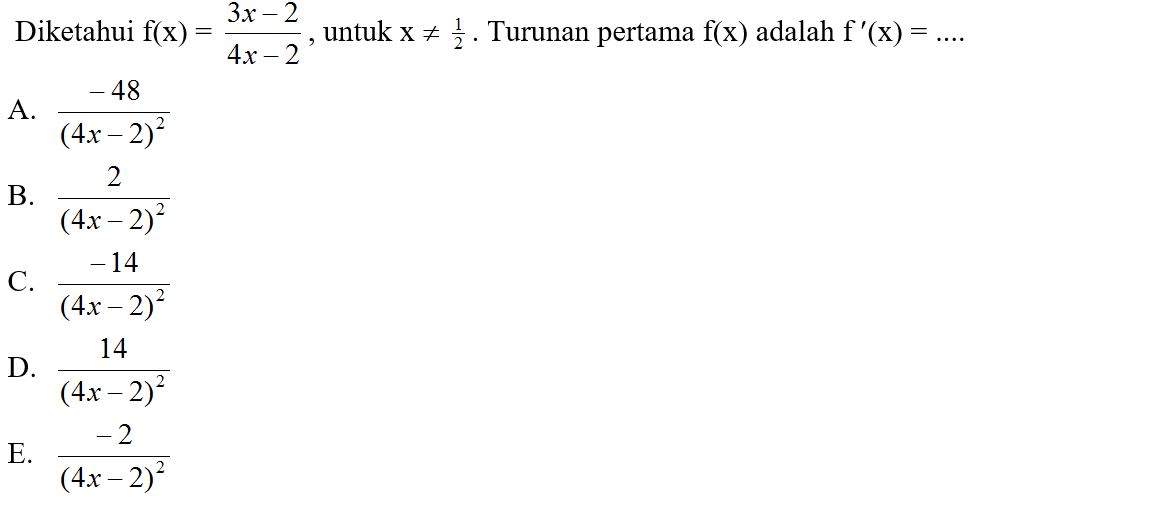 Diketahui f(x) = \frac{3x – 2}{4x – 2} , untuk x ≠ \frac{1}{2} . Turunan pertama f(x) adalah f ′(x) = ....
A. \frac{– 48}{(4x – 2)^2}
B. \frac{2}{(4x – 2)^2}
C. \frac{– 14}{(4x – 2)^2}
D. \frac{14}{(4x – 2)^2}
E. \frac{– 2}{(4x – 2)^2}